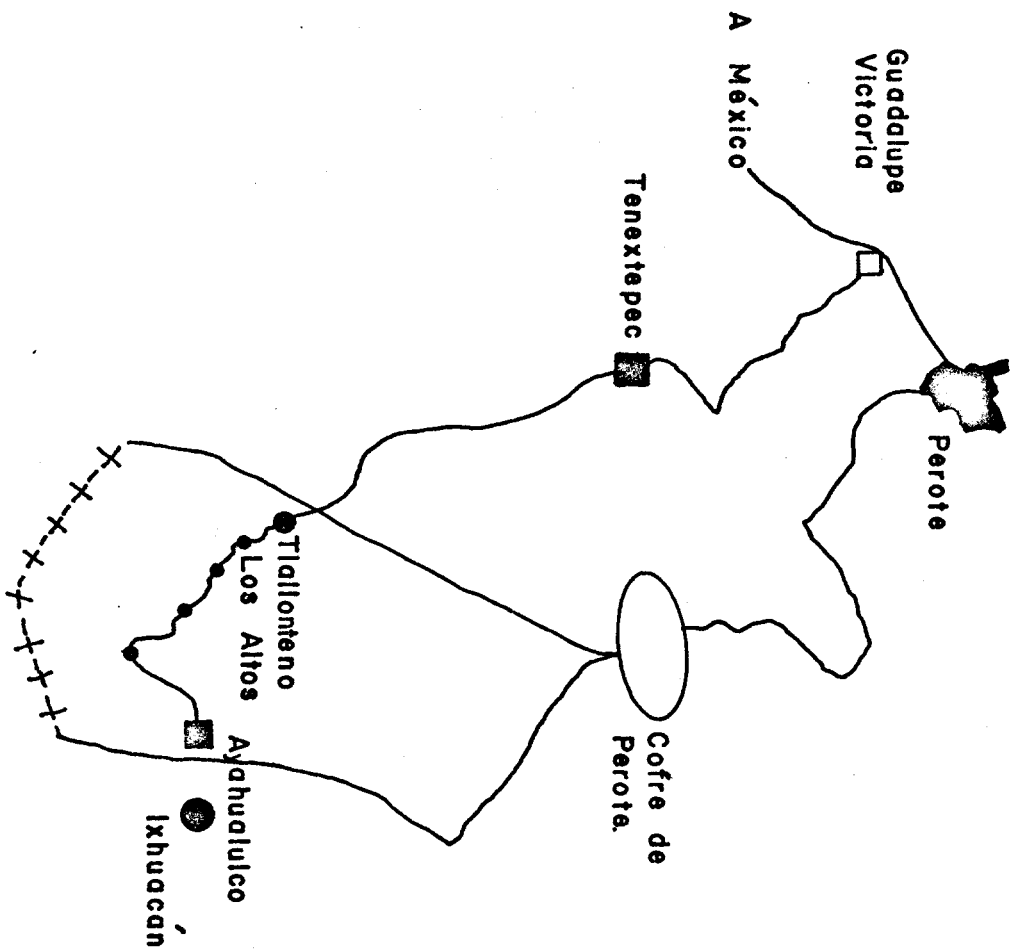 A México
Guadalupe
Victoria
Perote
Tenextepec
Cofre de
Perote.
Tlallonteno
Los Altos
Ayahualulco
Ixhuacán